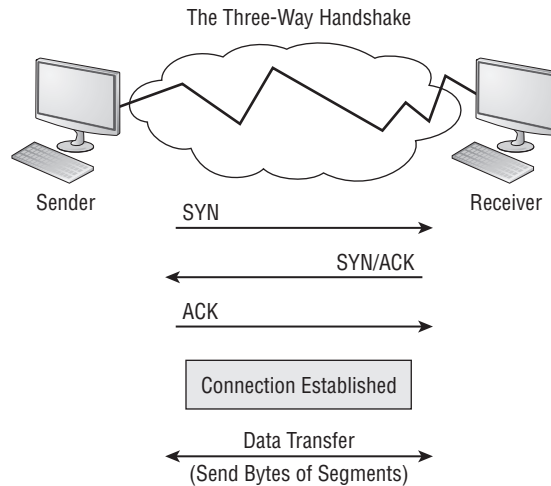 The Three-Way Handshake
Sender
Receiver
SYN
SYN/ACK
ACK
Connection Established
Data Transfer
(Send Bytes of Segments)